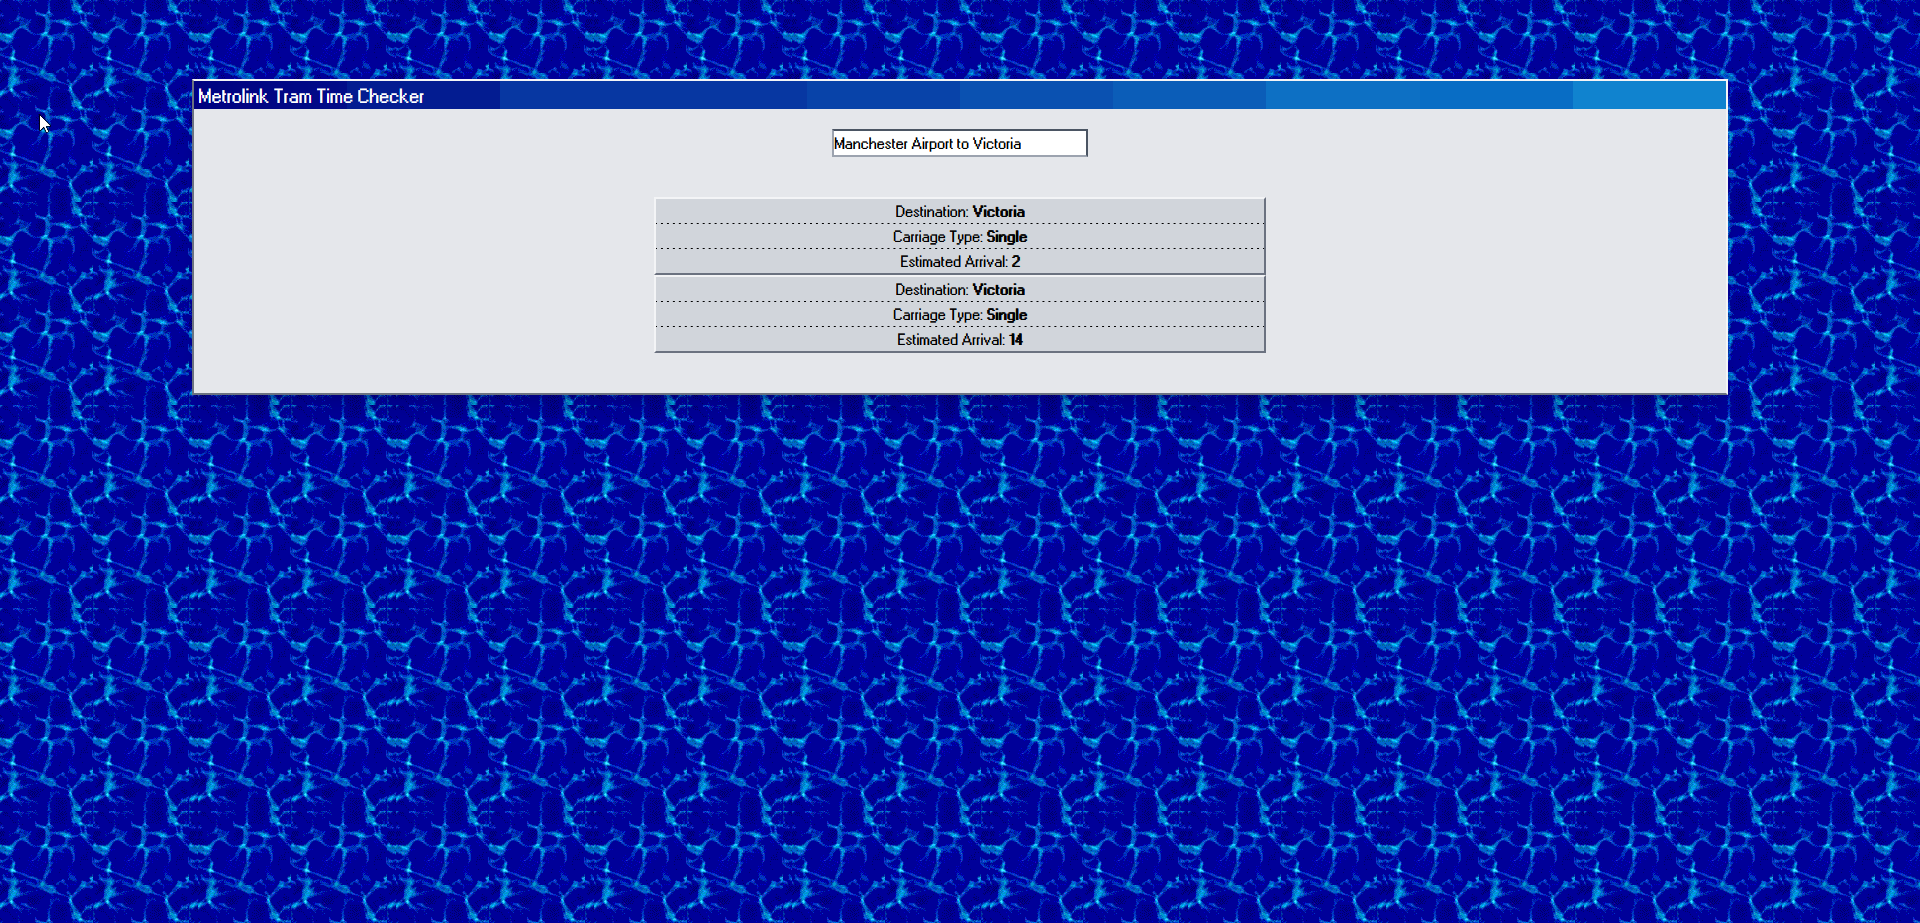 Metrolink Tram Time Checker
Manchester Airport to Victoria
Destination: Victoria
Carriage Type: Single
Estimated Arrival: 2
Destination: Victoria
Carriage Type: Single
Estimated Arrival: 14